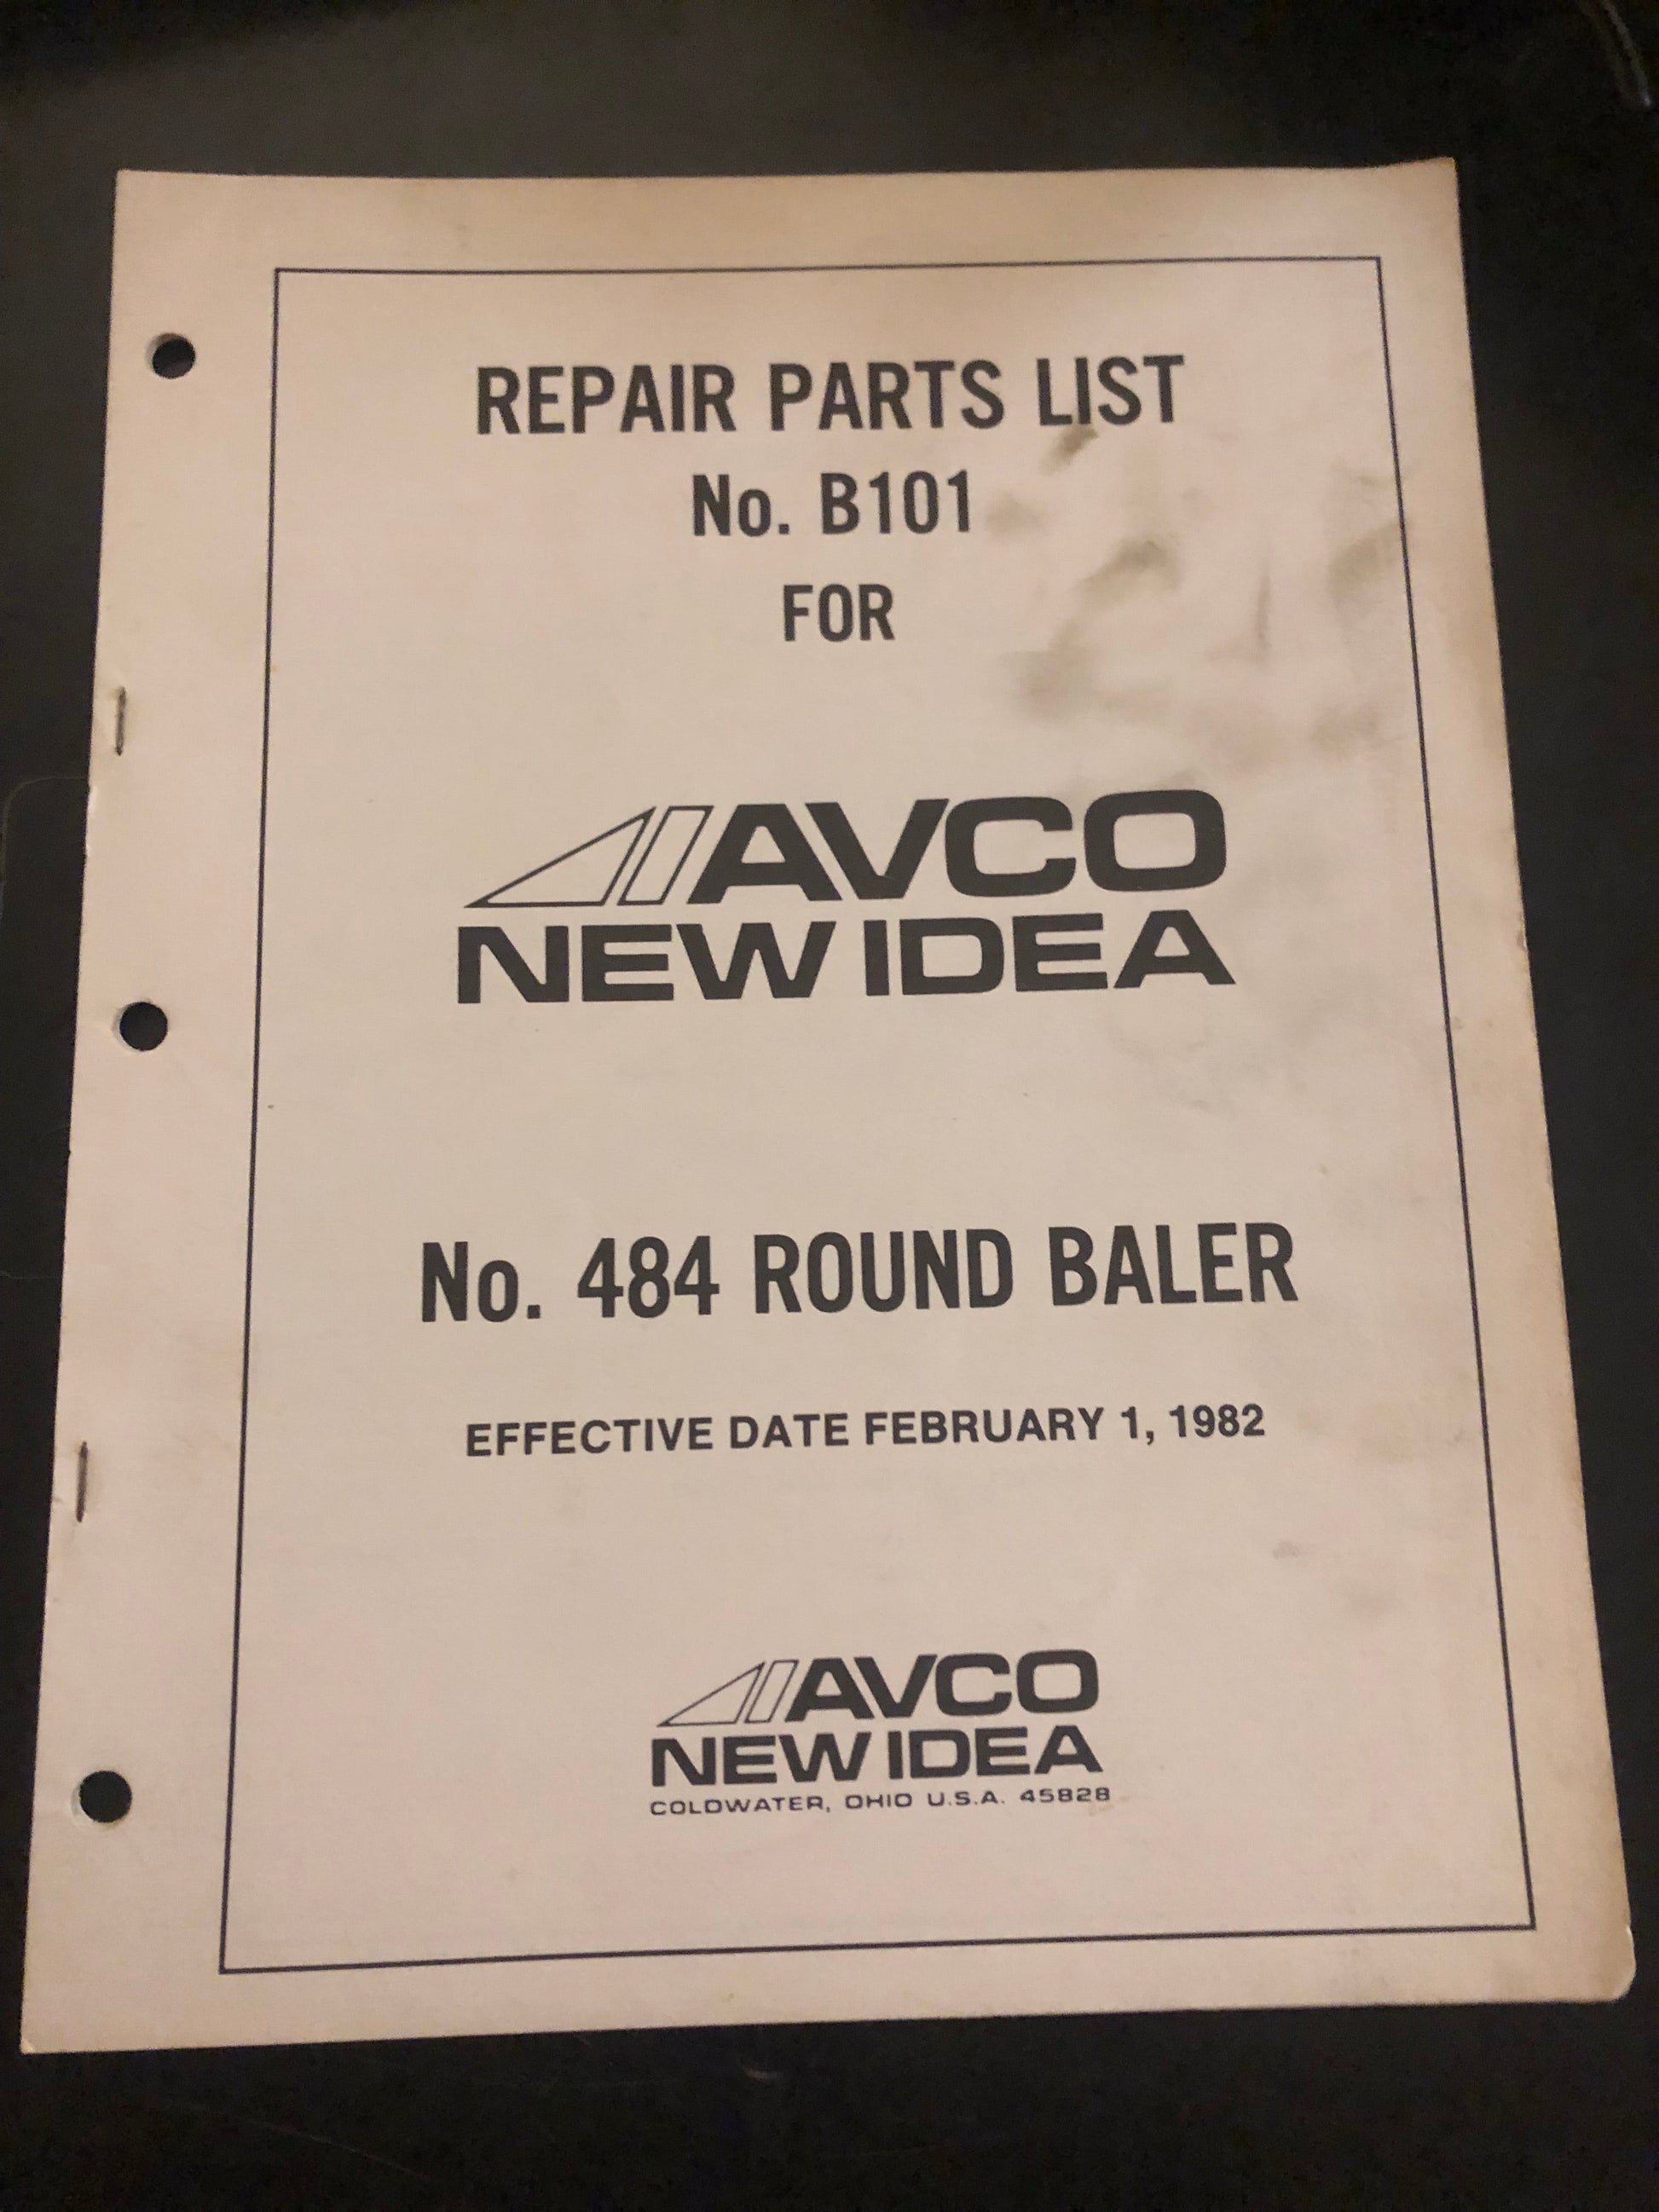 REPAIR PARTS LIST
No. B101
FOR
AVCO
NEW IDEA
No. 484 ROUND BALER
EFFECTIVE DATE FEBRUARY 1, 1982
AVCO
NEW IDEA
COLDWATER, OHIO U.S.A. 45828